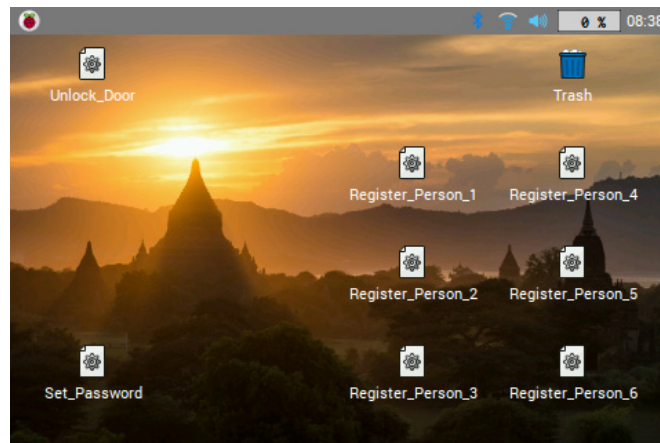 0 % 08:38
Unlock_Door
Trash
Register_Person_1
Register_Person_4
Register_Person_2
Register_Person_5
Set_Password
Register_Person_3
Register_Person_6